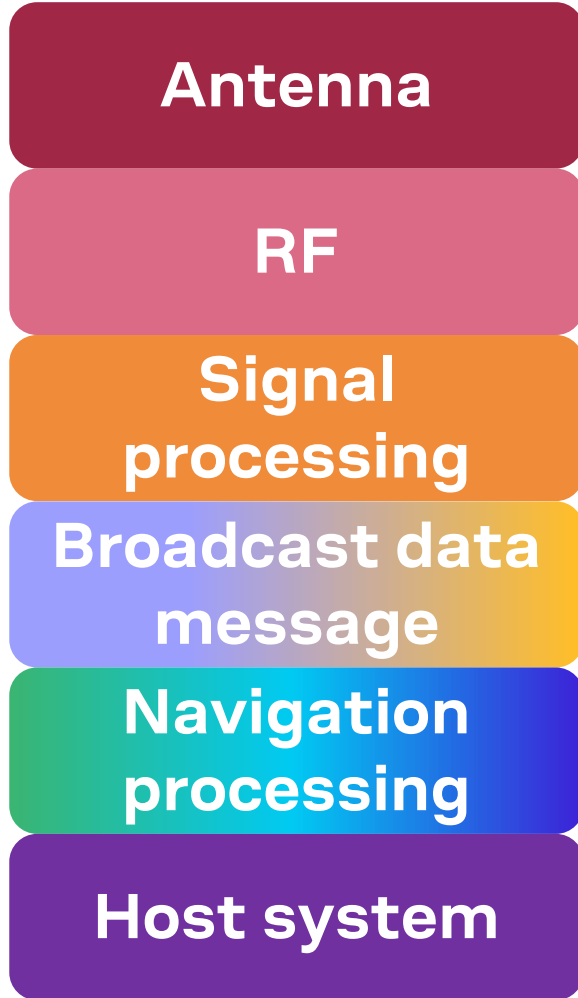 Antenna
RF
Signal
processing
Broadcast data
message
Navigation
processing
Host system